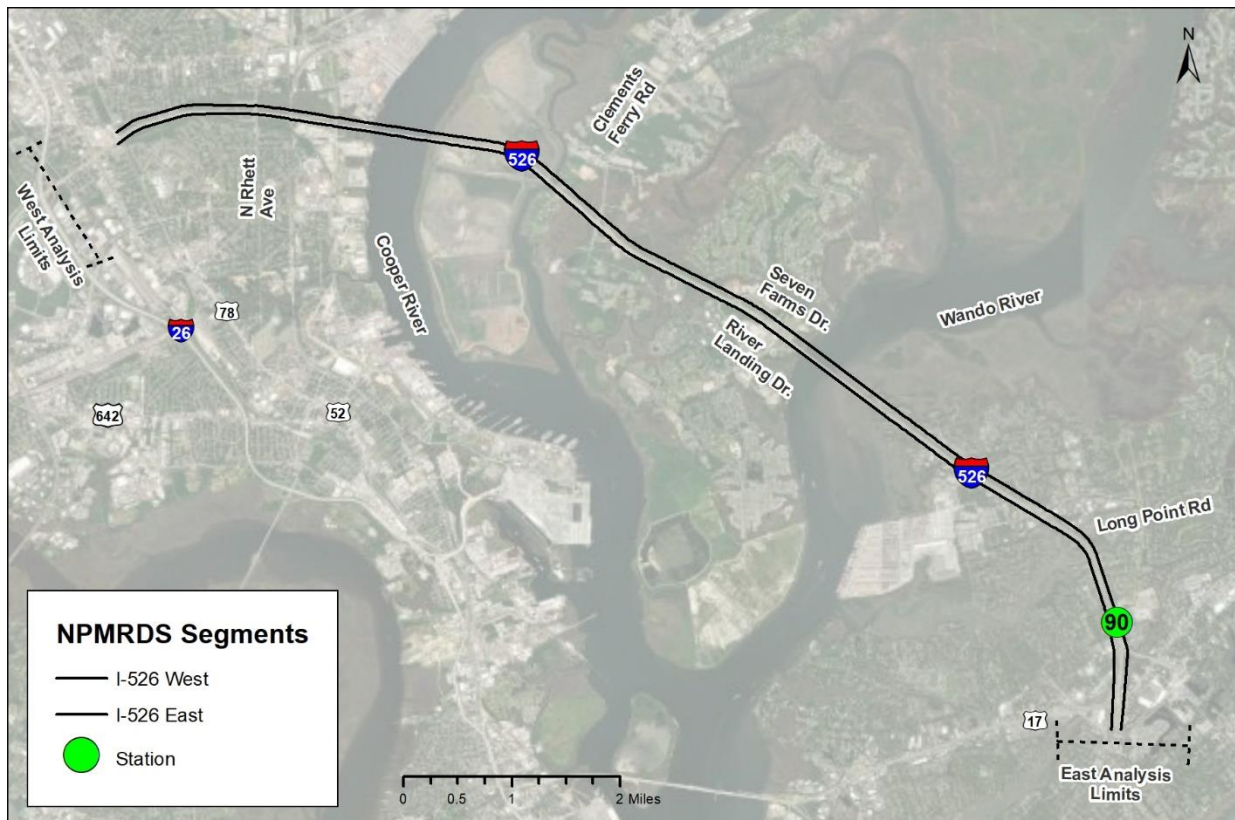 N
Clements
Ferry Rd
526
N Rhett
Ave
West Analysis
Limits
Cooper River
Seven
Farms Dr.
Wando River
78
26
River
Landing Dr.
642
52
526
Long Point Rd
90
NPMRDS Segments
I-526 West
I-526 East
Station
17
East Analysis
Limits
0 0.5 1 2 Miles